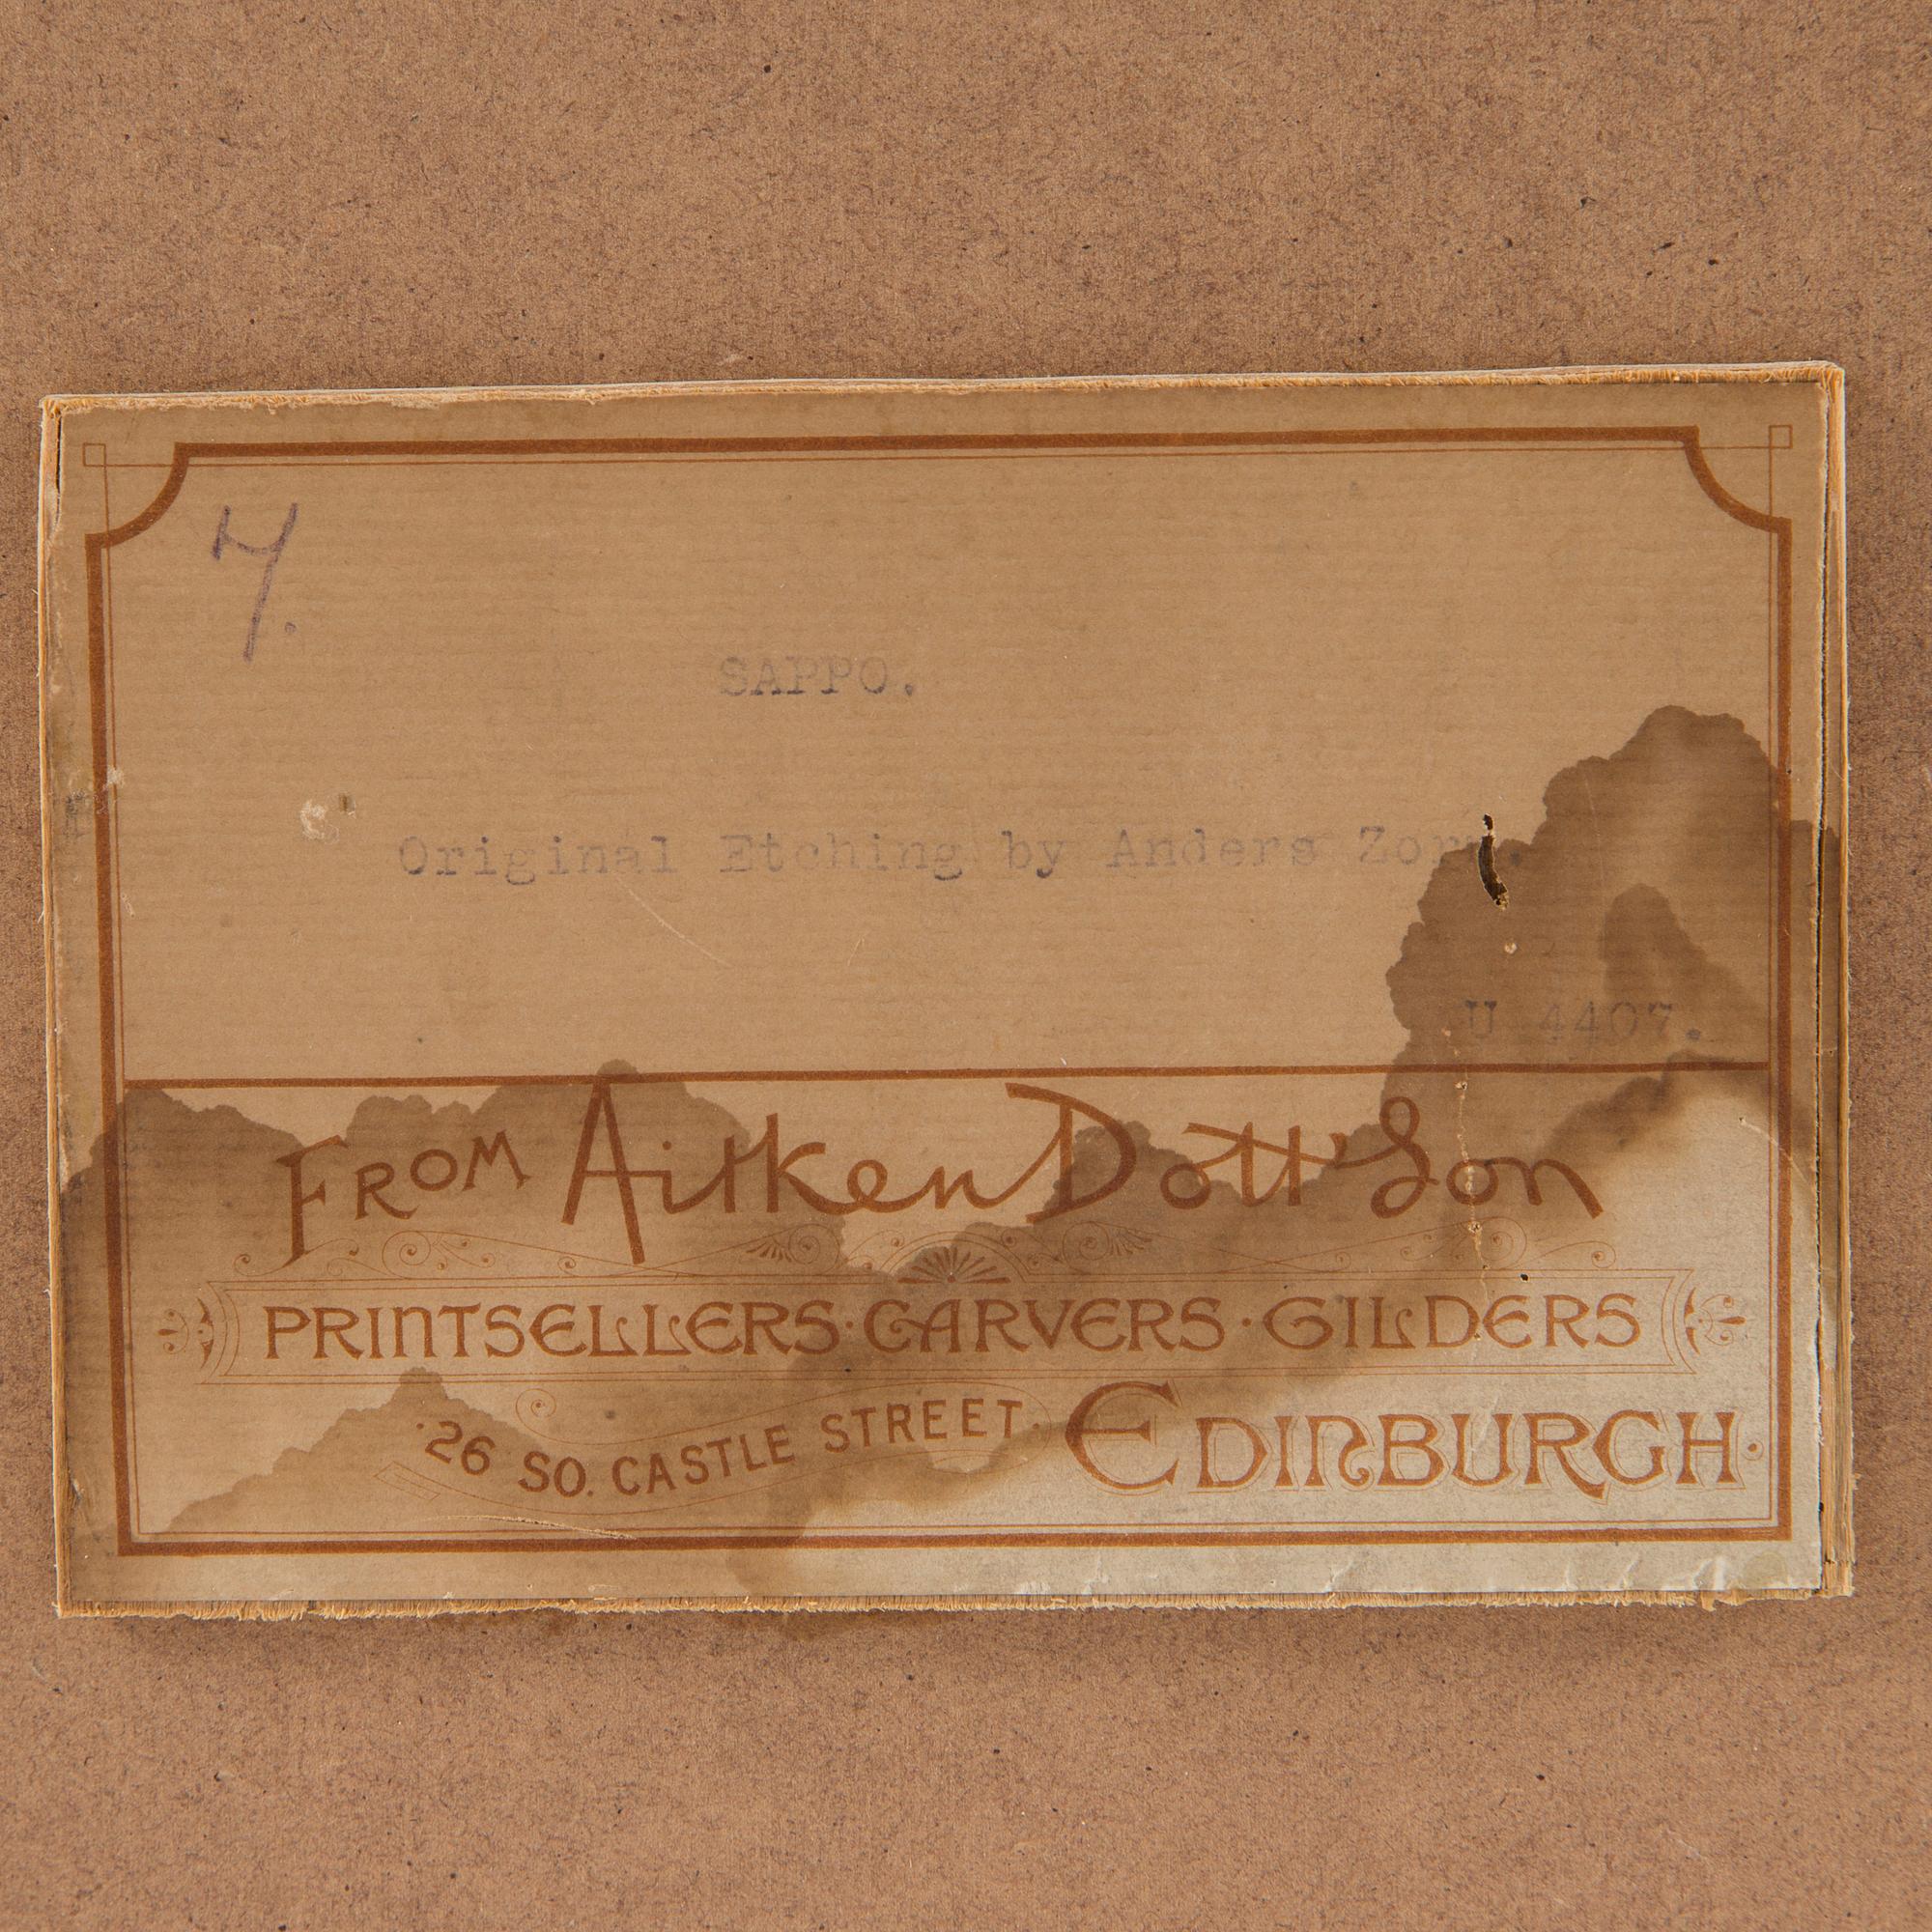 7.
SAPPO.
Original Etching by Anders Zorn.
U 4407.
FROM Aitken Dott & Son
PRINTSELLERS · CARVERS · GILDERS
· 26 SO. CASTLE STREET · EDINBURGH ·